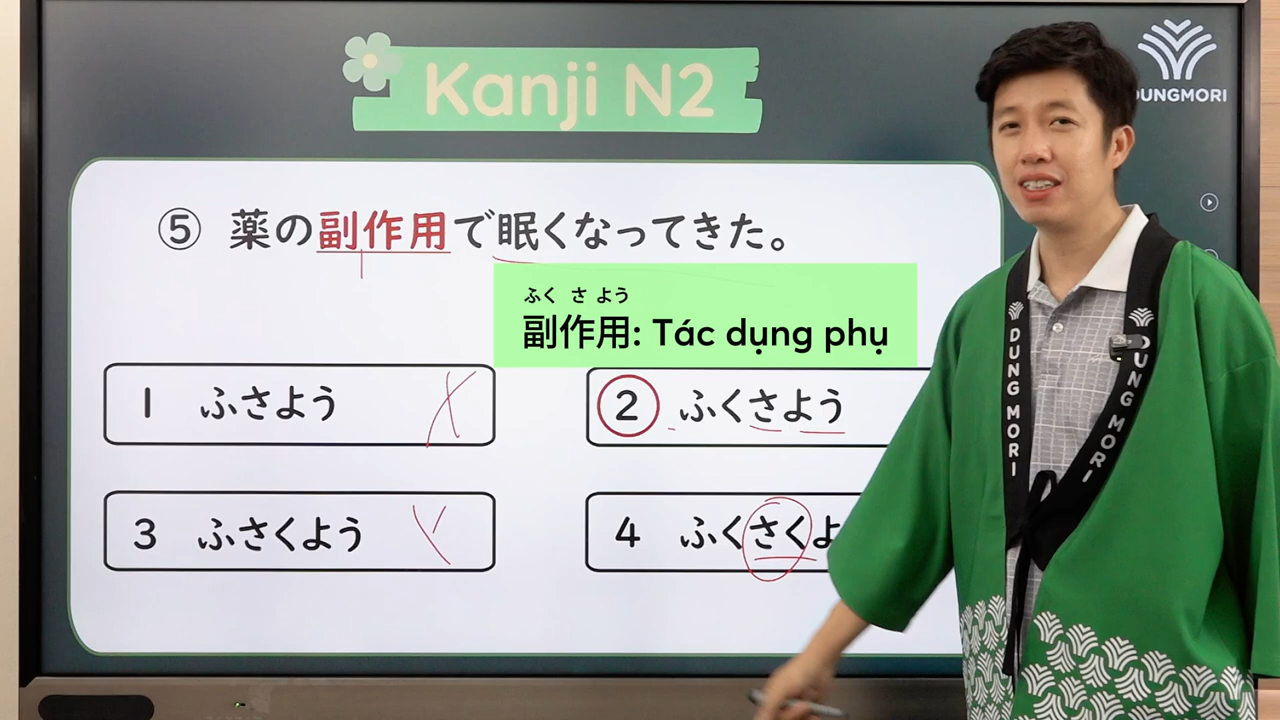 Kanji N2
DUNGMORI
⑤ 薬の副作用で眠くなってきた。
ふく さ よう
副作用: Tác dụng phụ
1 ふさよう
2 ふくさよう
3 ふさくよう
4 ふくさくよ
DUNG MORI
DUNG MORI